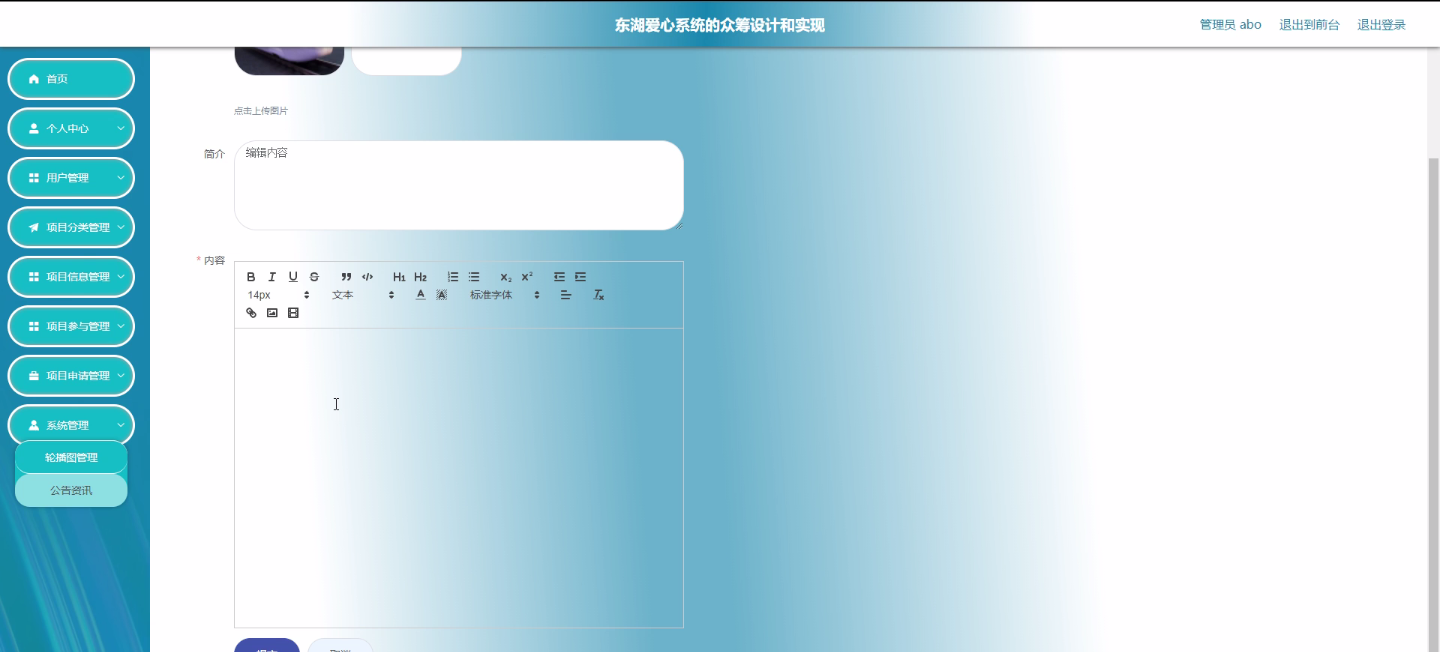 东湖爱心系统的众筹设计和实现
管理员 abo
退出到前台
退出登录
首页
个人中心
用户管理
项目分类管理
项目信息管理
项目参与管理
项目申请管理
系统管理
轮播图管理
公告资讯
点击上传图片
简介
编辑内容
* 内容
B I U S H1 H2 X2 X2
14px 文本 A A 标准字体 Tx